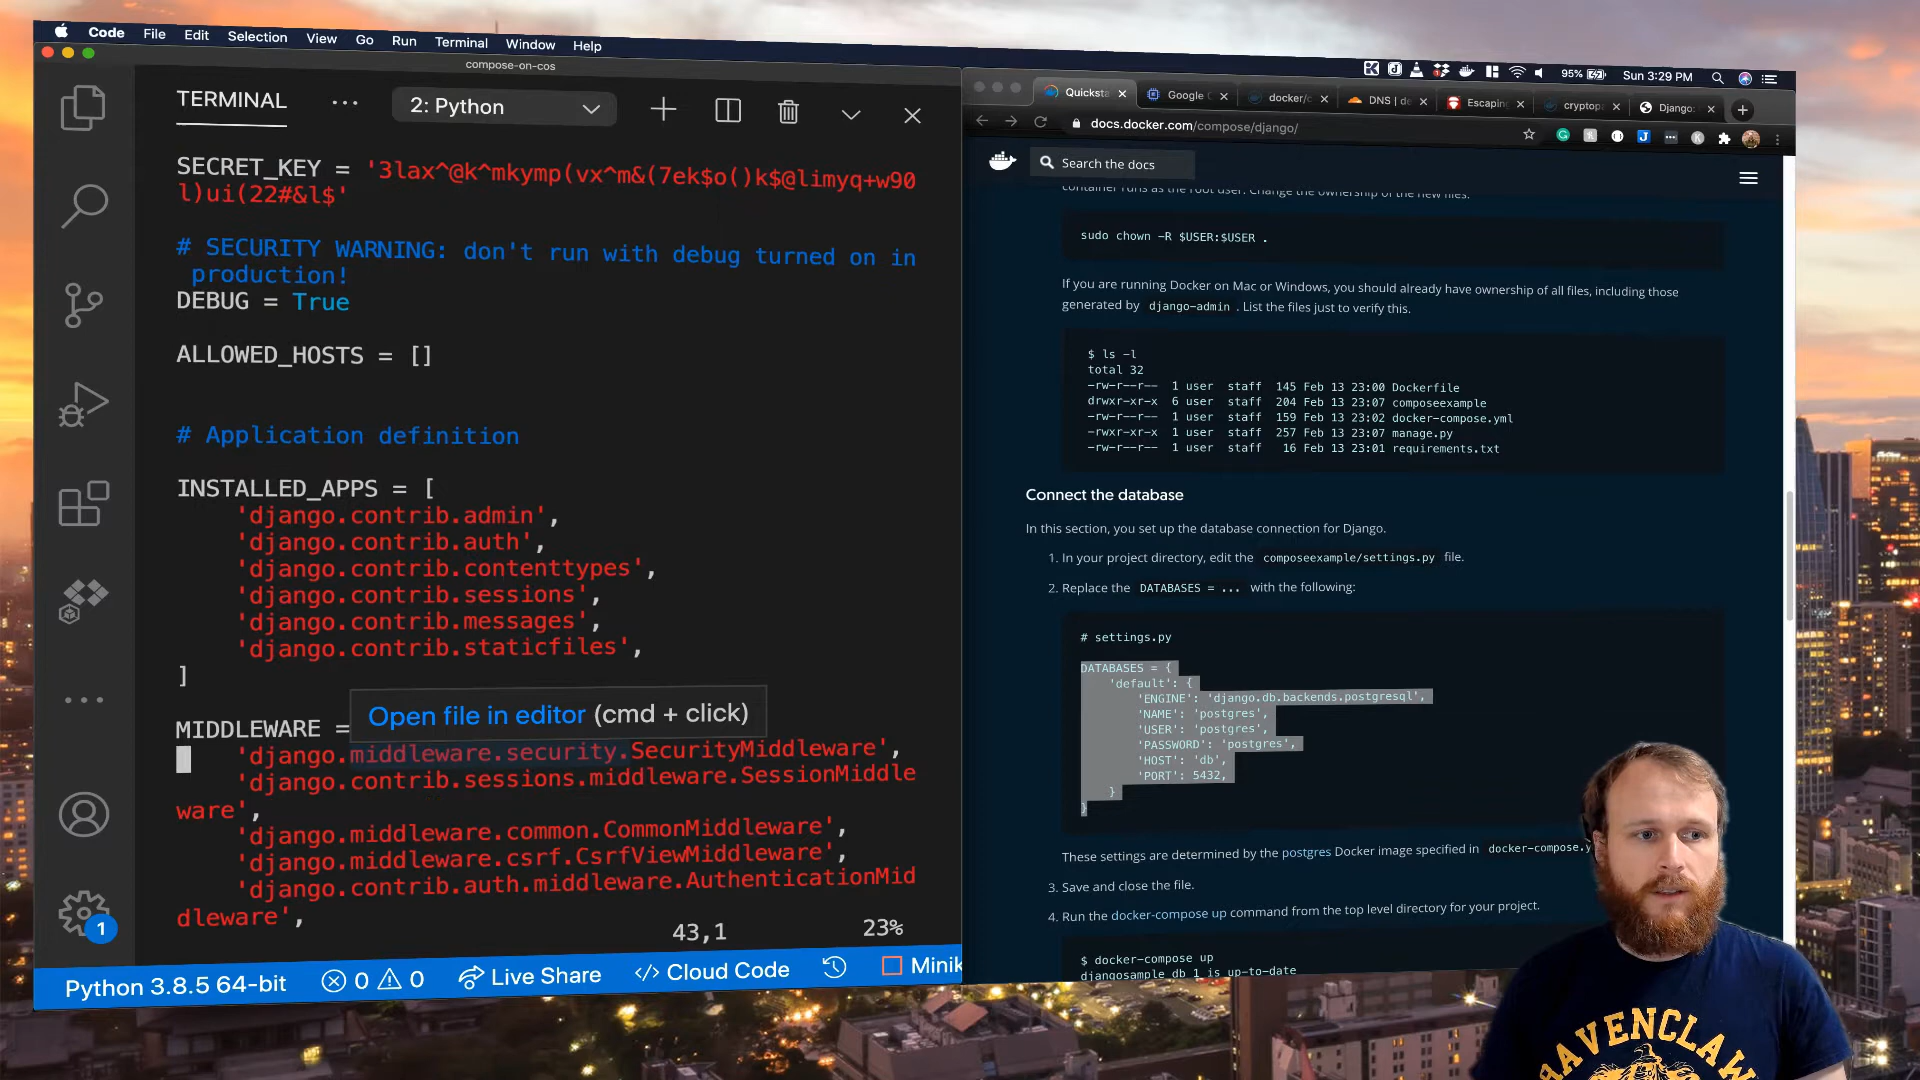 Code File Edit Selection View Go Run Terminal Window Help
compose-on-cos
TERMINAL ··· 2: Python
SECRET_KEY = '3lax^@k^mkymp(vx^m&(7ek$o()k$@limyq+w90
l)ui(22#&l$'
# SECURITY WARNING: don't run with debug turned on in
production!
DEBUG = True
ALLOWED_HOSTS = []
# Application definition
INSTALLED_APPS = [
'django.contrib.admin',
'django.contrib.auth',
'django.contrib.contenttypes',
'django.contrib.sessions',
'django.contrib.messages',
'django.contrib.staticfiles',
]
Open file in editor (cmd + click)
MIDDLEWARE =
'django.middleware.security.SecurityMiddleware',
'django.contrib.sessions.middleware.SessionMiddle
ware',
'django.middleware.common.CommonMiddleware',
'django.middleware.csrf.CsrfViewMiddleware',
'django.contrib.auth.middleware.AuthenticationMid
dleware',
43,1 23%
1
Python 3.8.5 64-bit 0 0 Live Share Cloud Code Minik
95% Sun 3:29 PM
Quicksta Google C docker/c DNS | de Escaping cryptopa Django:
docs.docker.com/compose/django/
Search the docs
container runs as the root user. Change the ownership of the new files.
sudo chown -R $USER:$USER .
If you are running Docker on Mac or Windows, you should already have ownership of all files, including those
generated by django-admin . List the files just to verify this.
$ ls -l
total 32
-rw-r--r-- 1 user staff 145 Feb 13 23:00 Dockerfile
drwxr-xr-x 6 user staff 204 Feb 13 23:07 composeexample
-rw-r--r-- 1 user staff 159 Feb 13 23:02 docker-compose.yml
-rwxr-xr-x 1 user staff 257 Feb 13 23:07 manage.py
-rw-r--r-- 1 user staff 16 Feb 13 23:01 requirements.txt
Connect the database
In this section, you set up the database connection for Django.
1. In your project directory, edit the composeexample/settings.py file.
2. Replace the DATABASES = ... with the following:
# settings.py
DATABASES = {
'default': {
'ENGINE': 'django.db.backends.postgresql',
'NAME': 'postgres',
'USER': 'postgres',
'PASSWORD': 'postgres',
'HOST': 'db',
'PORT': 5432,
}
}
These settings are determined by the postgres Docker image specified in docker-compose.y
3. Save and close the file.
4. Run the docker-compose up command from the top level directory for your project.
$ docker-compose up
djangosample_db_1 is up-to-date
RAVENCLAW